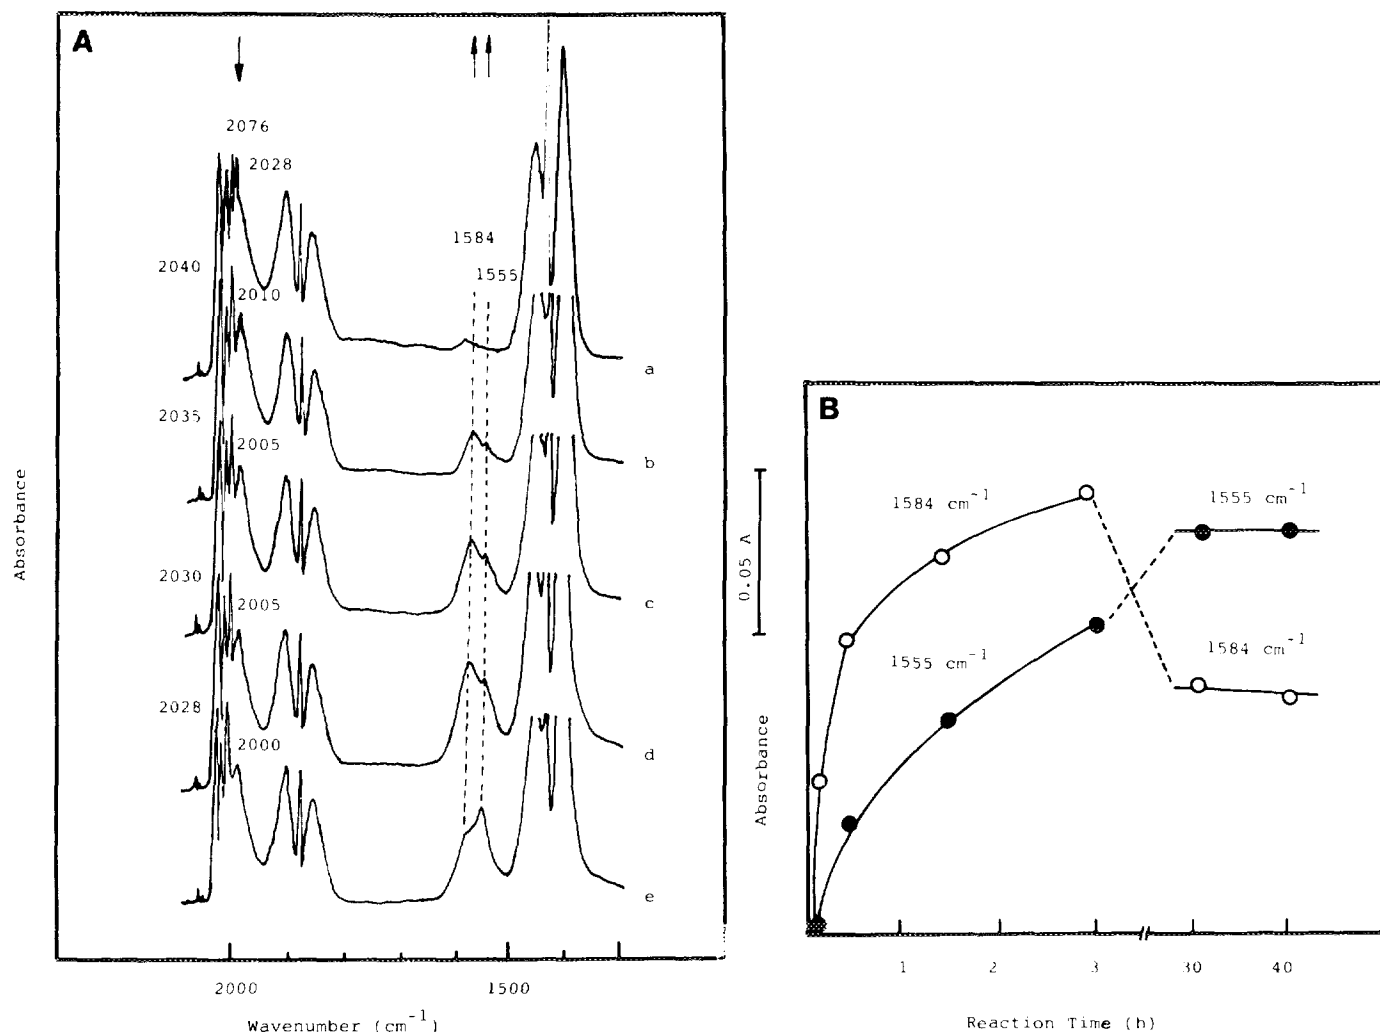 A
2076
2028
1584
2040
1555
2010
a
2035
2005
b
2030
2005
c
2028
2000
d
e
Absorbance
2000
1500
Wavenumber (cm-1)
B
1584 cm-1
1555 cm-1
0.05 A
1555 cm-1
1584 cm-1
Absorbance
1
2
3
30
40
Reaction Time (h)